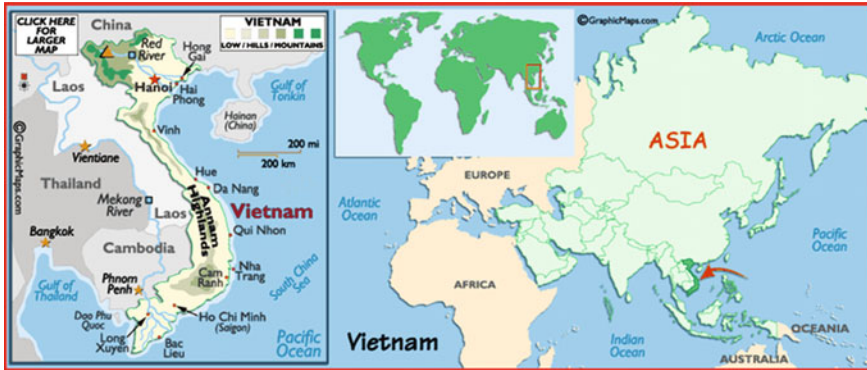 CLICK HERE
FOR
LARGER
MAP
China
VIETNAM
LOW / HILLS / MOUNTAINS
Red
River
Hong
Gai
Hanoi
Hai
Phong
Gulf of
Tonkin
Laos
Hainan
(China)
©GraphicMaps.com
Vinh
200 mi
200 km
Vientiane
Thailand
Hue
Da Nang
Mekong
River
Laos
Annam
Highlands
Vietnam
Bangkok
Qui Nhon
Cambodia
Gulf of
Thailand
Phnom
Penh
Cam
Ranh
Nha
Trang
South China
Sea
Dao Phu
Quoc
Ho Chi Minh
(Saigon)
Long
Xuyen
Bac
Lieu
Pacific
Ocean
©GraphicMaps.com
Arctic Ocean
ASIA
EUROPE
Atlantic
Ocean
Pacific
Ocean
AFRICA
Vietnam
Indian
Ocean
OCEANIA
AUSTRALIA